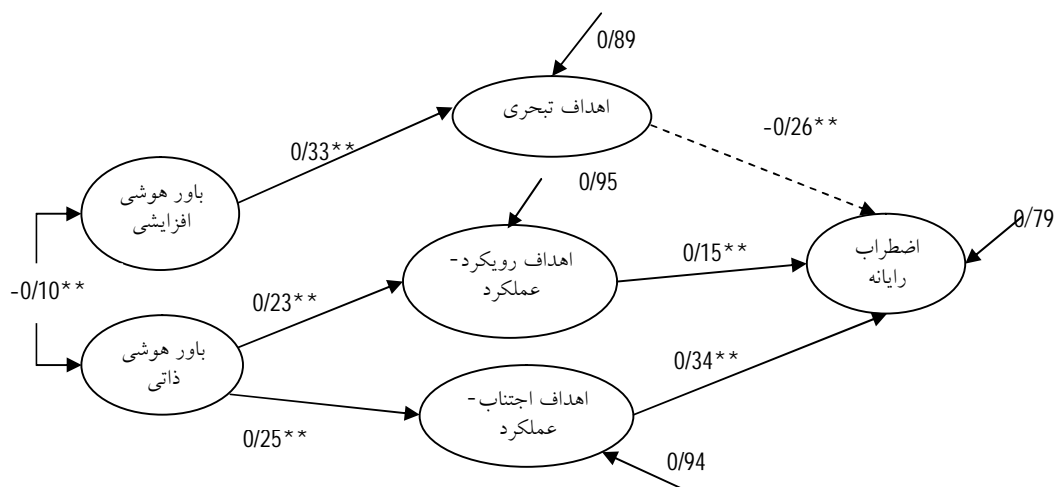 0/89
اهداف تبحری
-0/26**
0/33**
0/95
باور هوشی
افزایشی
0/79
اضطراب
رایانه
اهداف رویکرد-
عملکرد
0/15**
-0/10**
0/23**
باور هوشی
ذاتی
0/34**
اهداف اجتناب-
عملکرد
0/25**
0/94